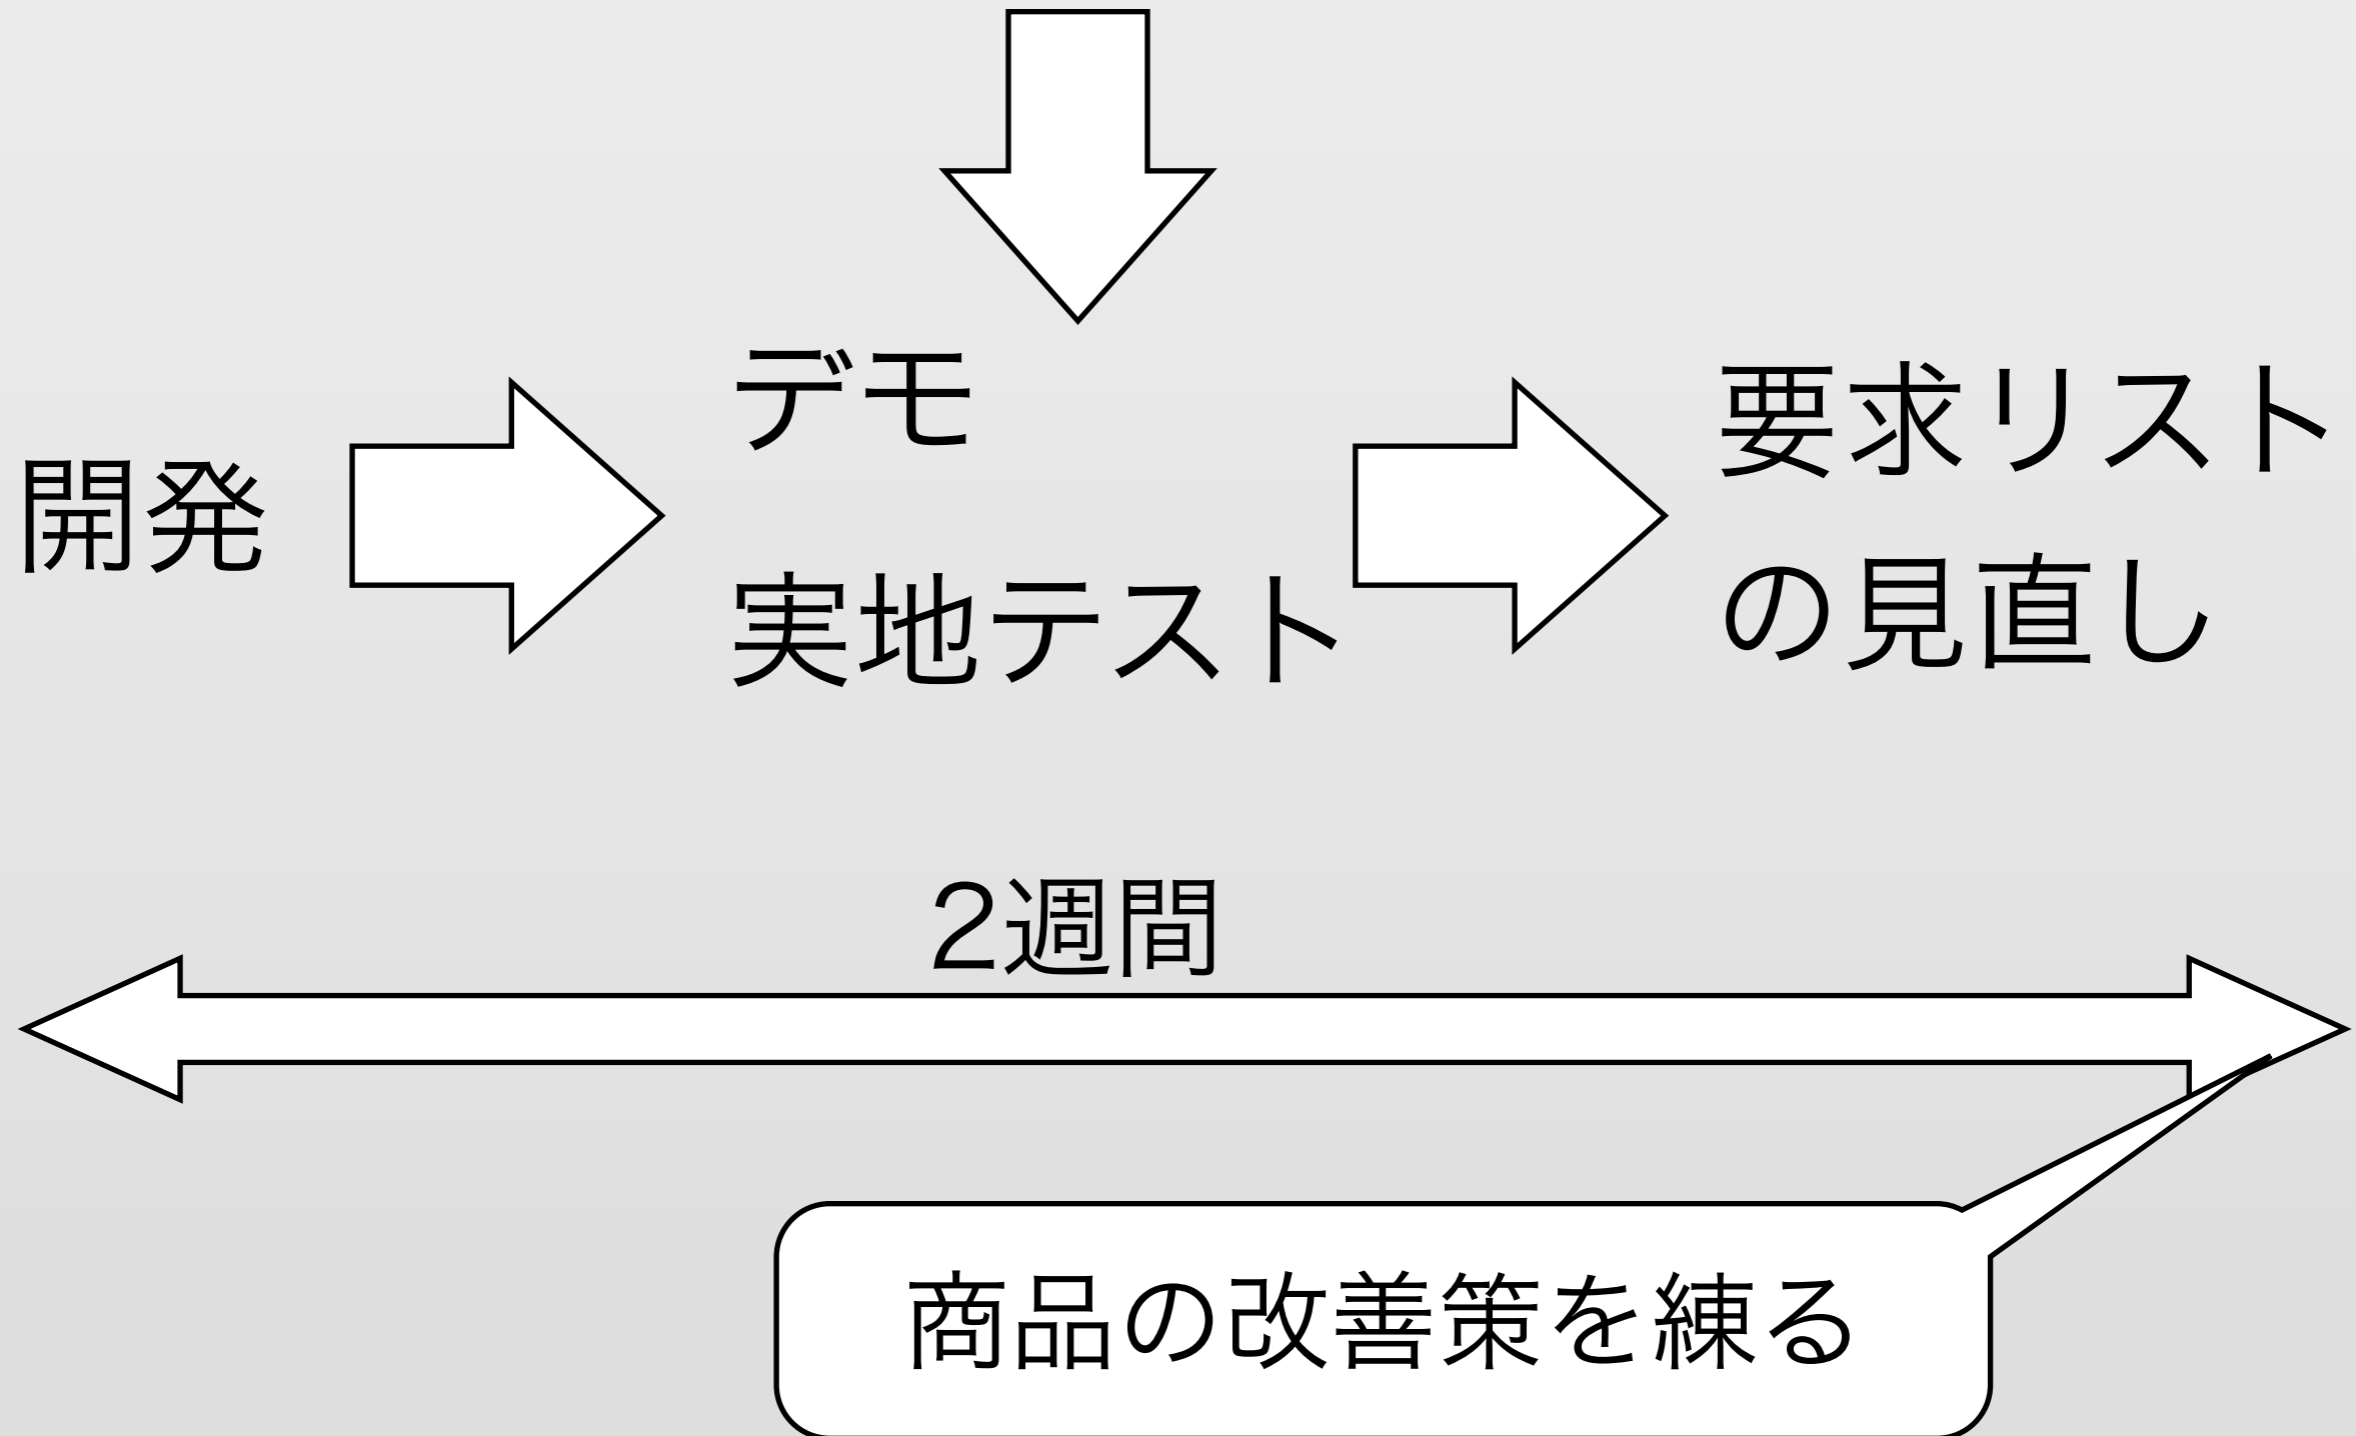 開発
デモ
実地テスト
要求リスト
の見直し
2週間
商品の改善策を練る